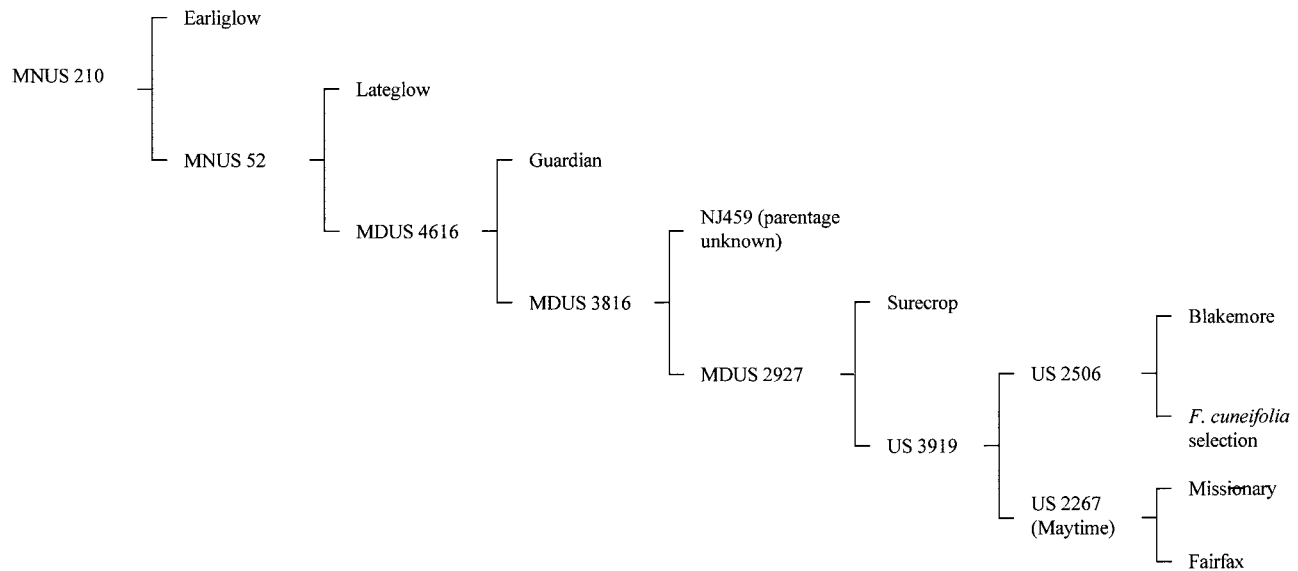 Earliglow
MNUS 210
Lateglow
MNUS 52
Guardian
MDUS 4616
NJ459 (parentage
unknown)
MDUS 3816
Surecrop
Blakemore
MDUS 2927
US 2506
F. cuneifolia
selection
US 3919
Missionary
US 2267
(Maytime)
Fairfax